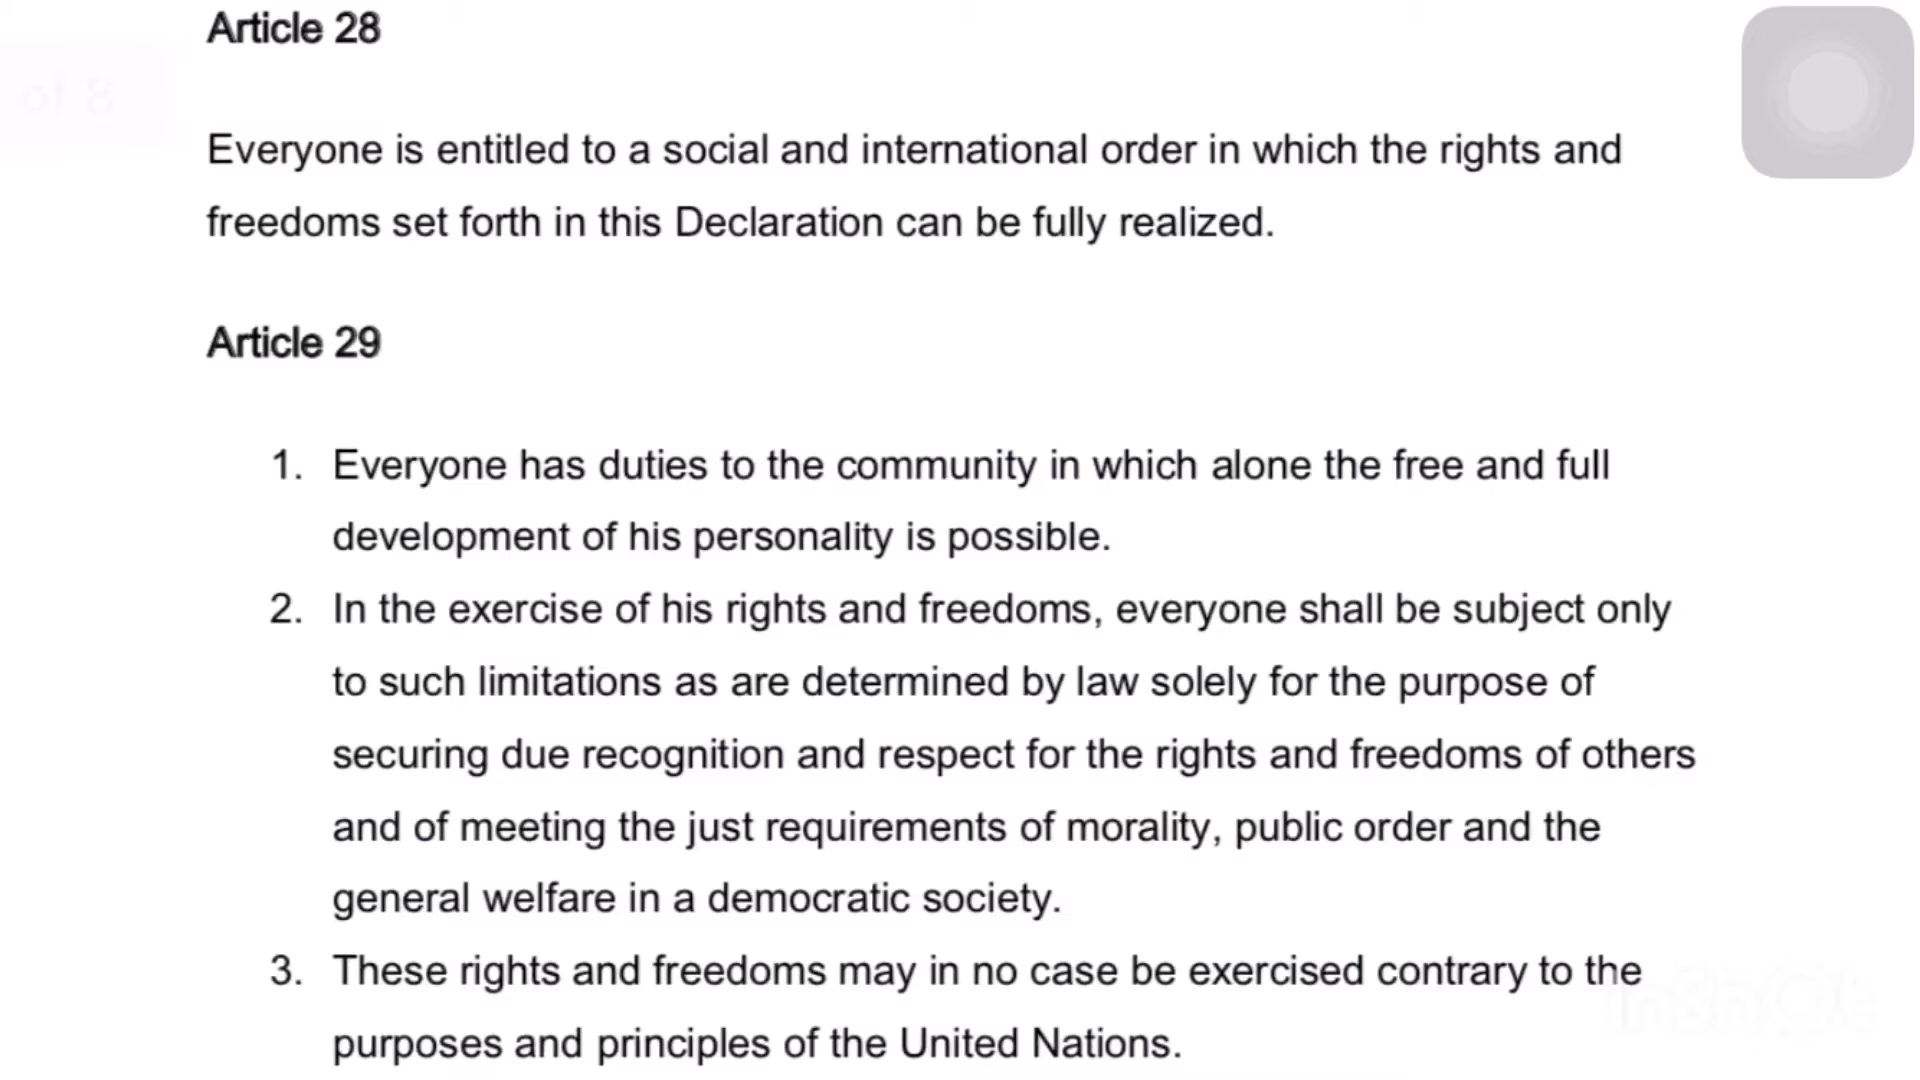 Article 28
of 8
Everyone is entitled to a social and international order in which the rights and
freedoms set forth in this Declaration can be fully realized.
Article 29
1. Everyone has duties to the community in which alone the free and full
development of his personality is possible.
2. In the exercise of his rights and freedoms, everyone shall be subject only
to such limitations as are determined by law solely for the purpose of
securing due recognition and respect for the rights and freedoms of others
and of meeting the just requirements of morality, public order and the
general welfare in a democratic society.
3. These rights and freedoms may in no case be exercised contrary to the
InShOt
purposes and principles of the United Nations.